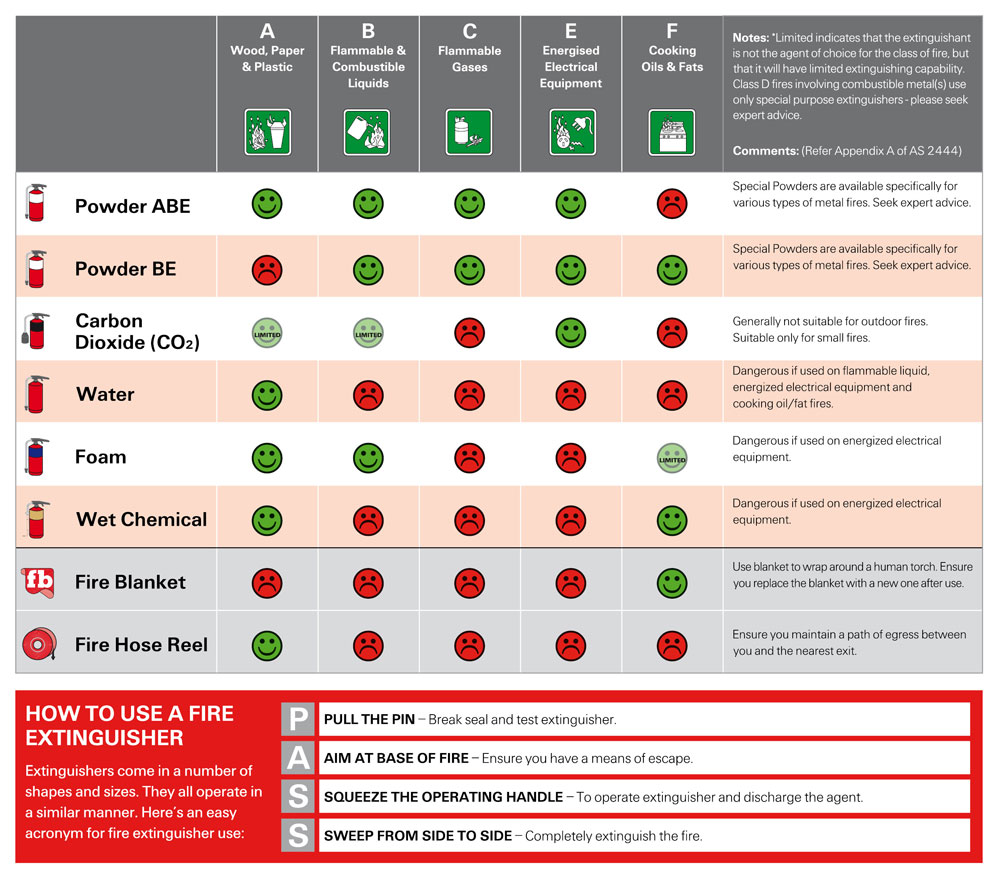 A
Wood, Paper
& Plastic
B
Flammable &
Combustible
Liquids
C
Flammable
Gases
E
Energised
Electrical
Equipment
F
Cooking
Oils & Fats
Notes: *Limited indicates that the extinguishant
is not the agent of choice for the class of fire, but
that it will have limited extinguishing capability.
Class D fires involving combustible metal(s) use
only special purpose extinguishers - please seek
expert advice.
Comments: (Refer Appendix A of AS 2444)
Powder ABE
Special Powders are available specifically for
various types of metal fires. Seek expert advice.
Powder BE
Special Powders are available specifically for
various types of metal fires. Seek expert advice.
Carbon
Dioxide (CO2)
LIMITED
LIMITED
Generally not suitable for outdoor fires.
Suitable only for small fires.
Water
Dangerous if used on flammable liquid,
energized electrical equipment and
cooking oil/fat fires.
Foam
LIMITED
Dangerous if used on energized electrical
equipment.
Wet Chemical
Dangerous if used on energized electrical
equipment.
fb
Fire Blanket
Use blanket to wrap around a human torch. Ensure
you replace the blanket with a new one after use.
Fire Hose Reel
Ensure you maintain a path of egress between
you and the nearest exit.
HOW TO USE A FIRE
EXTINGUISHER
Extinguishers come in a number of
shapes and sizes. They all operate in
a similar manner. Here's an easy
acronym for fire extinguisher use:
P PULL THE PIN – Break seal and test extinguisher.
A AIM AT BASE OF FIRE – Ensure you have a means of escape.
S SQUEEZE THE OPERATING HANDLE – To operate extinguisher and discharge the agent.
S SWEEP FROM SIDE TO SIDE – Completely extinguish the fire.